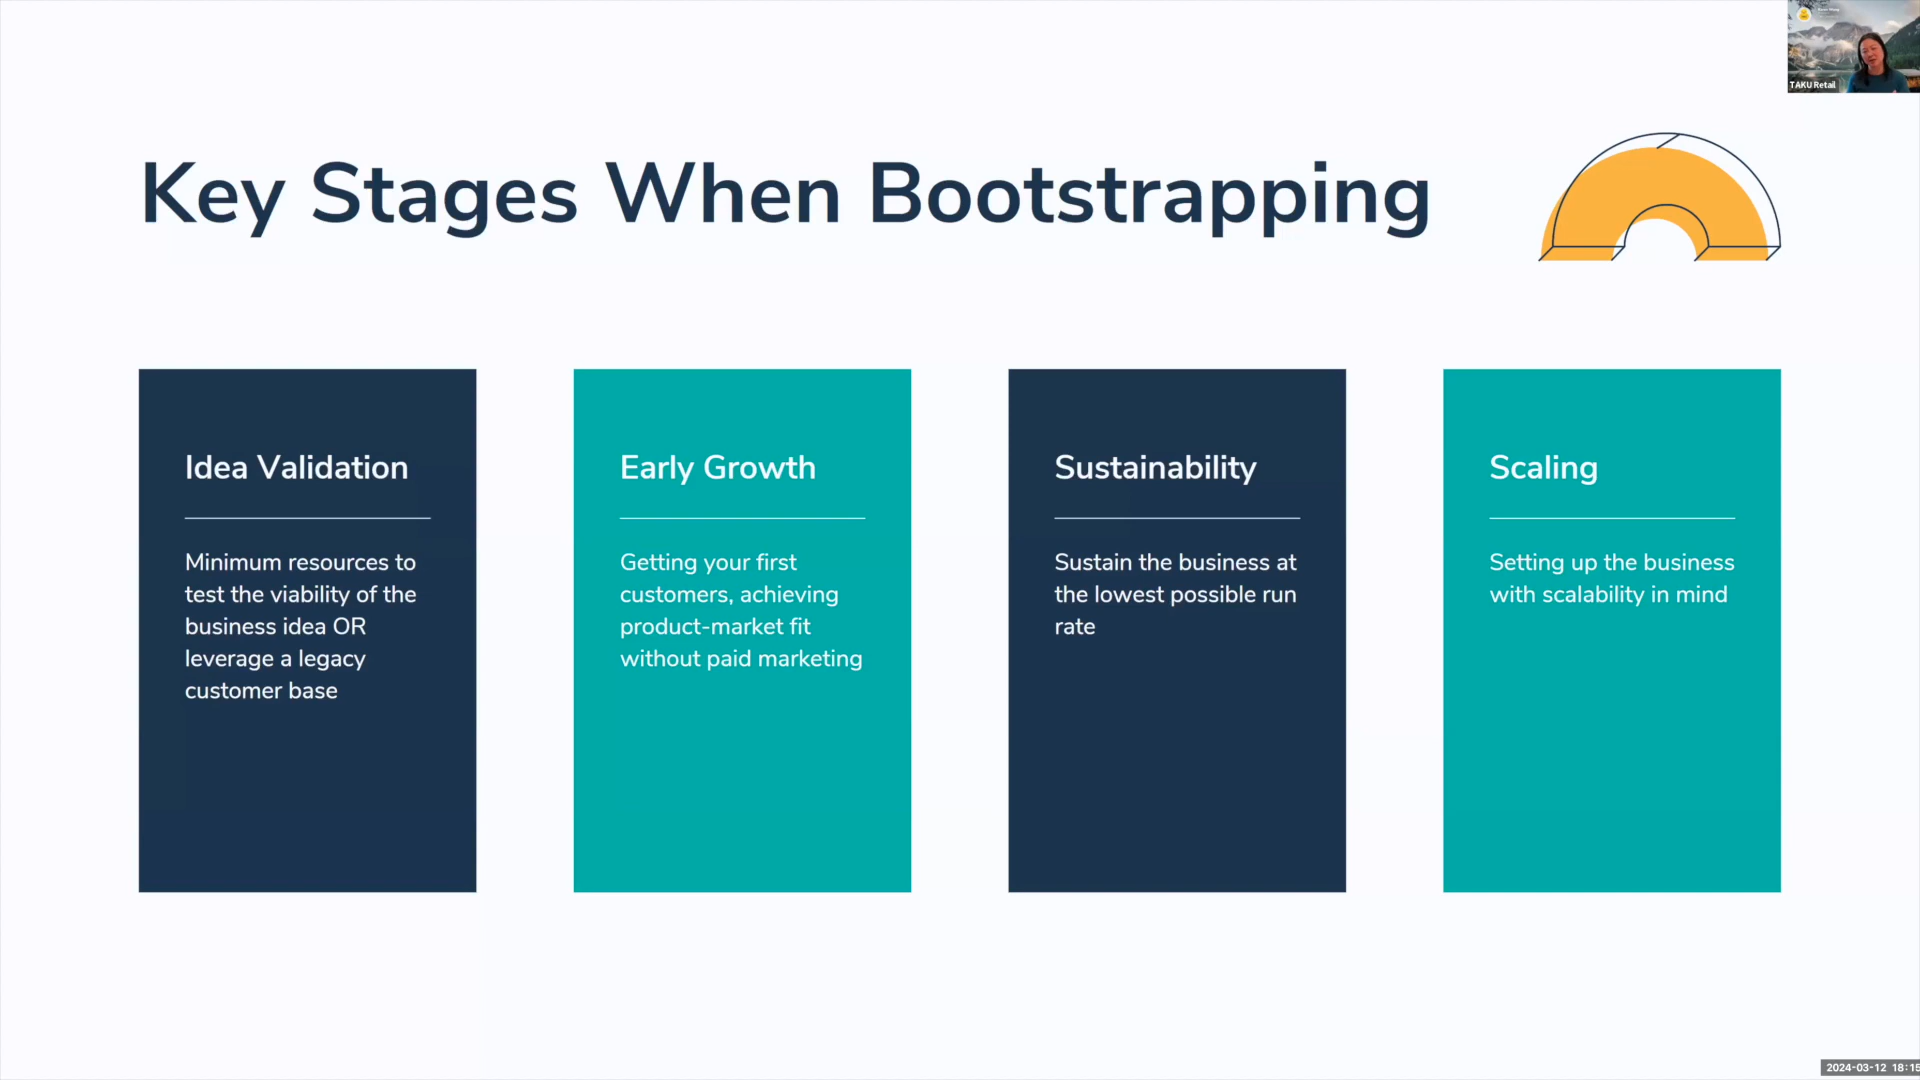 TAKU Retail
Key Stages When Bootstrapping
Idea Validation
Minimum resources to
test the viability of the
business idea OR
leverage a legacy
customer base
Early Growth
Getting your first
customers, achieving
product-market fit
without paid marketing
Sustainability
Sustain the business at
the lowest possible run
rate
Scaling
Setting up the business
with scalability in mind
2024-03-12 18:15